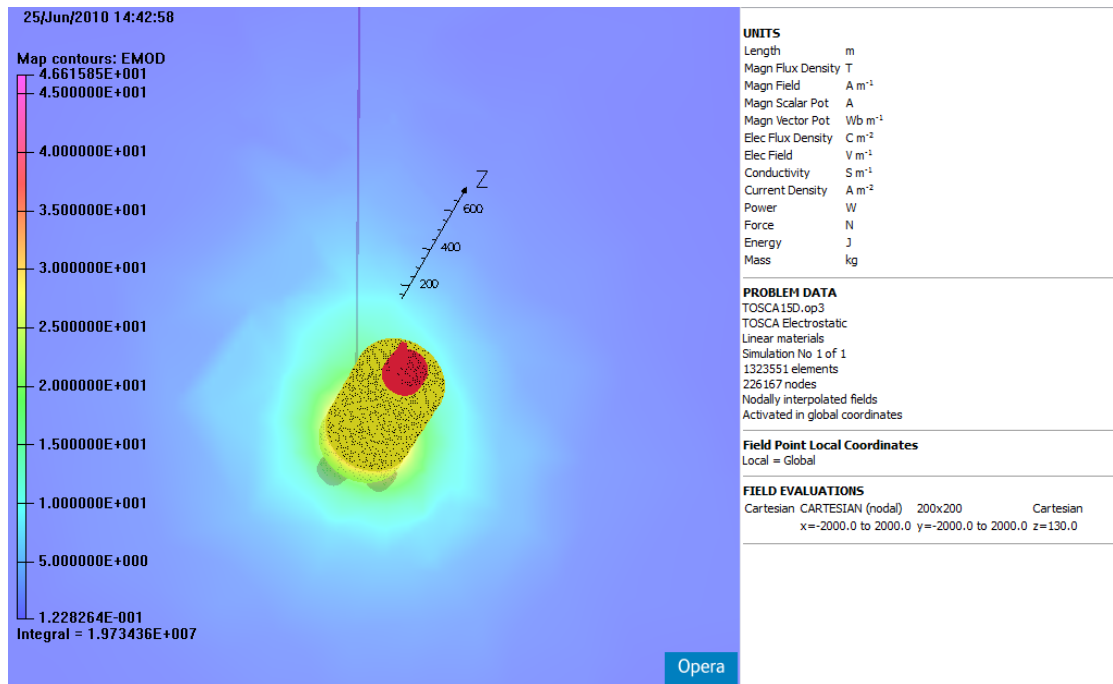 25/Jun/2010 14:42:58
Map contours: EMOD
4.661585E+001
4.500000E+001
4.000000E+001
3.500000E+001
3.000000E+001
2.500000E+001
2.000000E+001
1.500000E+001
1.000000E+001
5.000000E+000
1.228264E-001
Integral = 1.973436E+007
Z
600
400
200
Opera
UNITS
Length m
Magn Flux Density T
Magn Field A m⁻¹
Magn Scalar Pot A
Magn Vector Pot Wb m⁻¹
Elec Flux Density C m⁻²
Elec Field V m⁻¹
Conductivity S m⁻¹
Current Density A m⁻²
Power W
Force N
Energy J
Mass kg
PROBLEM DATA
TOSCA15D.op3
TOSCA Electrostatic
Linear materials
Simulation No 1 of 1
1323551 elements
226167 nodes
Nodally interpolated fields
Activated in global coordinates
Field Point Local Coordinates
Local = Global
FIELD EVALUATIONS
Cartesian CARTESIAN (nodal) 200x200 Cartesian
x=-2000.0 to 2000.0 y=-2000.0 to 2000.0 z=130.0